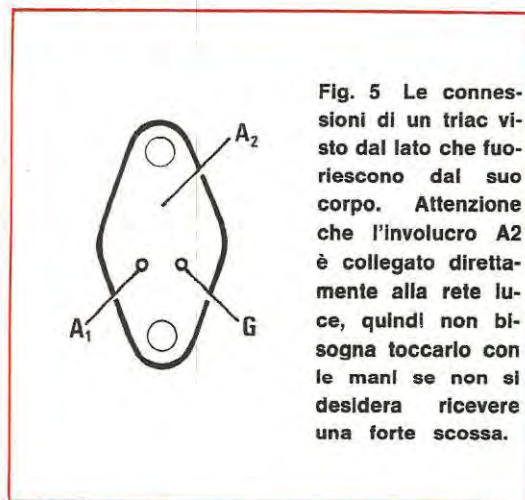 A2
A1
G
Fig. 5 Le connes-
sioni di un triac vi-
sto dal lato che fuo-
riescono dal suo
corpo. Attenzione
che l'involucro A2
è collegato diretta-
mente alla rete lu-
ce, quindi non bi-
sogna toccarlo con
le mani se non si
desidera ricevere
una forte scossa.